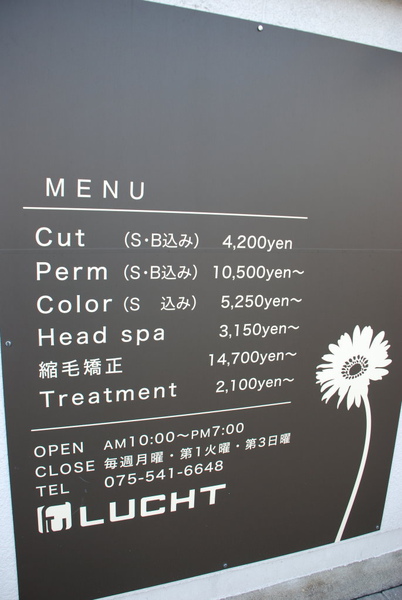 MENU
Cut (S・B込み) 4,200yen
Perm (S・B込み) 10,500yen〜
Color (S 込み) 5,250yen〜
Head spa 3,150yen〜
縮毛矯正 14,700yen〜
Treatment 2,100yen〜
OPEN AM10:00〜PM7:00
CLOSE 毎週月曜・第1火曜・第3日曜
TEL 075-541-6648
LUCHT